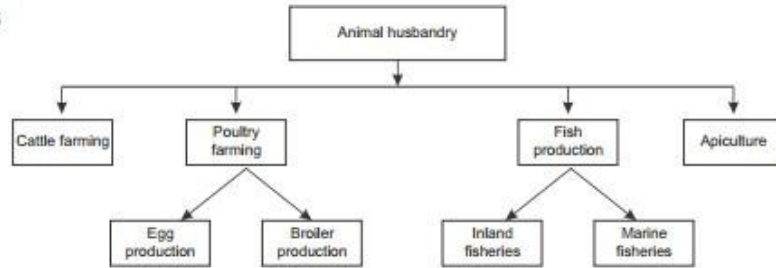 Animal husbandry
Cattle farming
Poultry
farming
Fish
production
Apiculture
Egg
production
Broiler
production
Inland
fisheries
Marine
fisheries